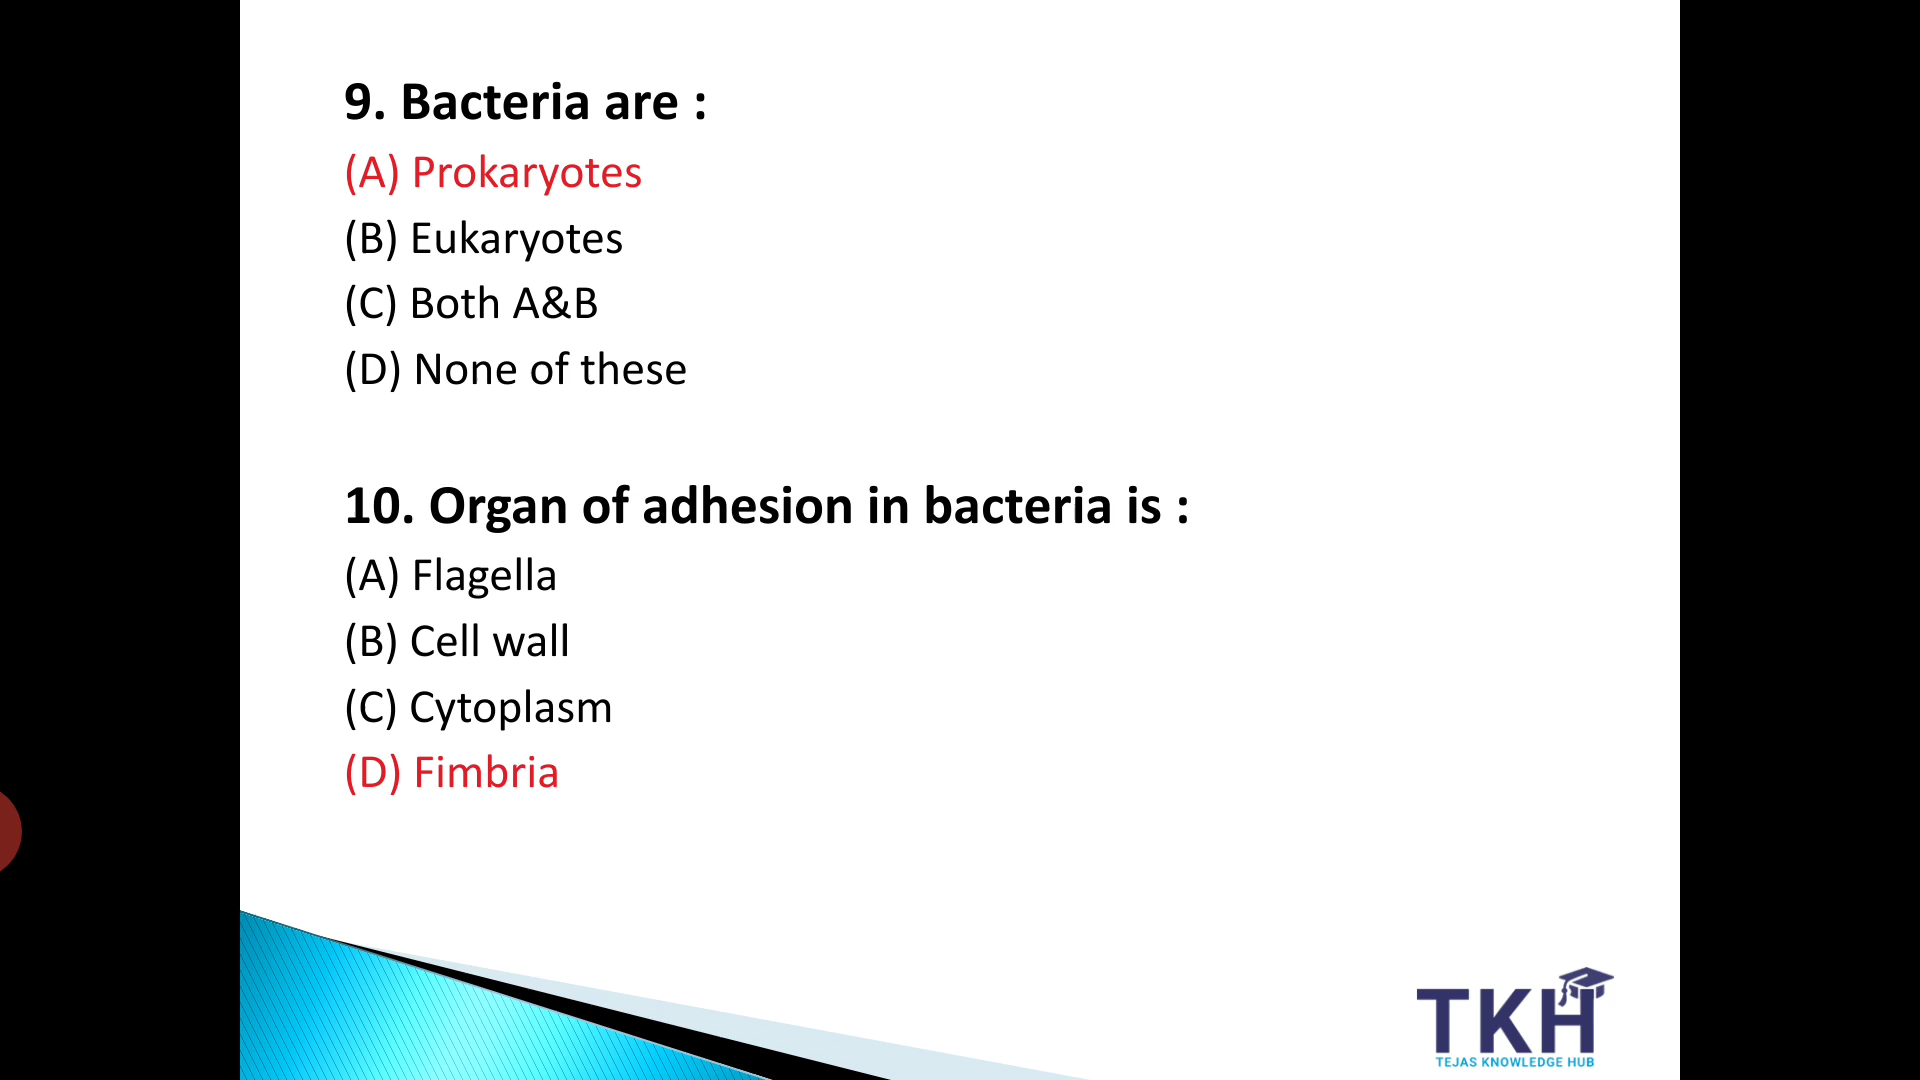 9. Bacteria are :
(A) Prokaryotes
(B) Eukaryotes
(C) Both A&B
(D) None of these
10. Organ of adhesion in bacteria is :
(A) Flagella
(B) Cell wall
(C) Cytoplasm
(D) Fimbria
TKH
TEJAS KNOWLEDGE HUB